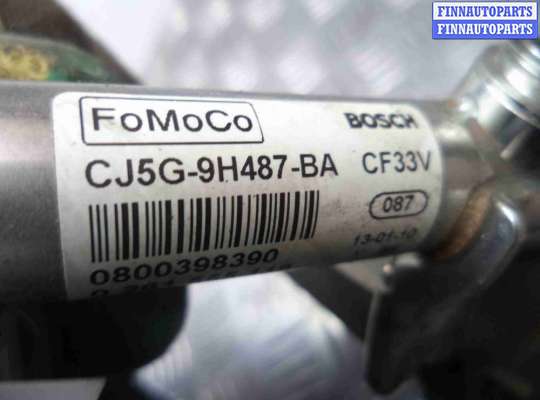 FINNAUTOPARTS
FINNAUTOPARTS
FoMoCo BOSCH
CJ5G-9H487-BA CF33V
087
13-01-10
0800398390